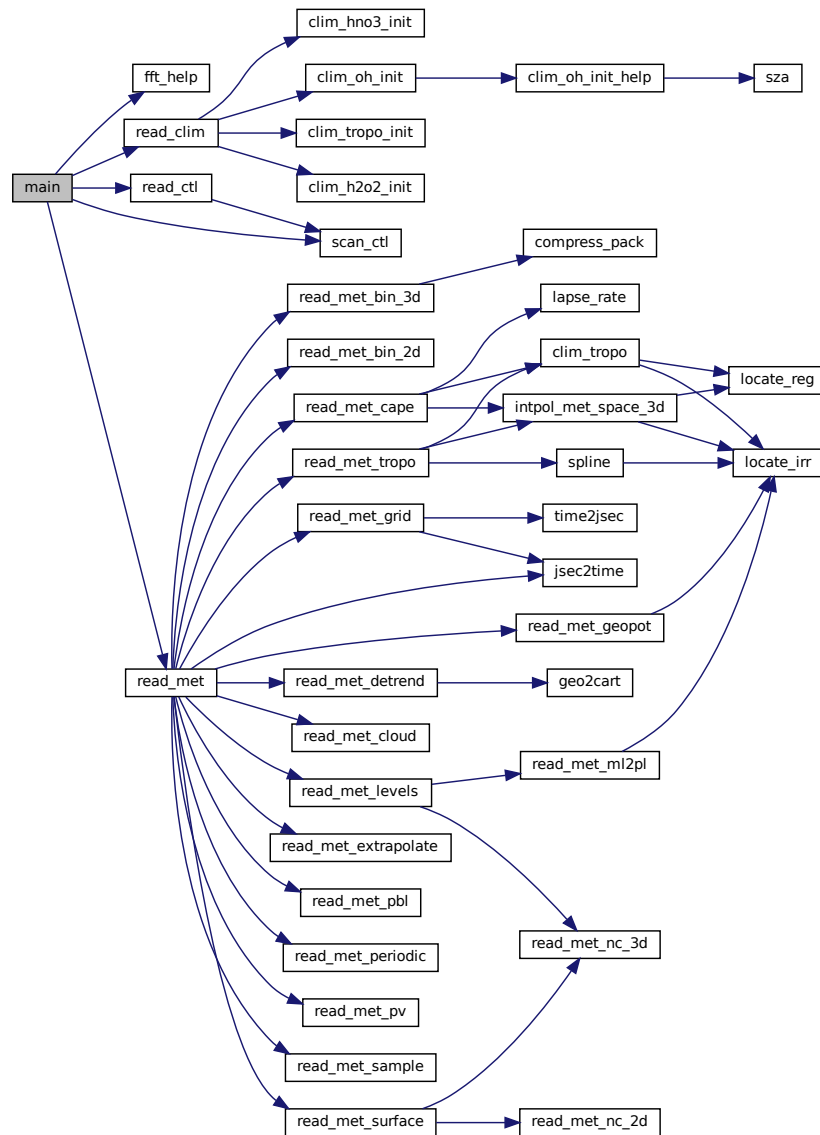 clim_hno3_init
fft_help
clim_oh_init
clim_oh_init_help
sza
read_clim
clim_tropo_init
main
read_ctl
clim_h2o2_init
scan_ctl
compress_pack
read_met_bin_3d
lapse_rate
read_met_bin_2d
clim_tropo
locate_reg
read_met_cape
intpol_met_space_3d
read_met_tropo
spline
locate_irr
read_met_grid
time2jsec
jsec2time
read_met_geopot
read_met
read_met_detrend
geo2cart
read_met_cloud
read_met_ml2pl
read_met_levels
read_met_extrapolate
read_met_pbl
read_met_nc_3d
read_met_periodic
read_met_pv
read_met_sample
read_met_surface
read_met_nc_2d